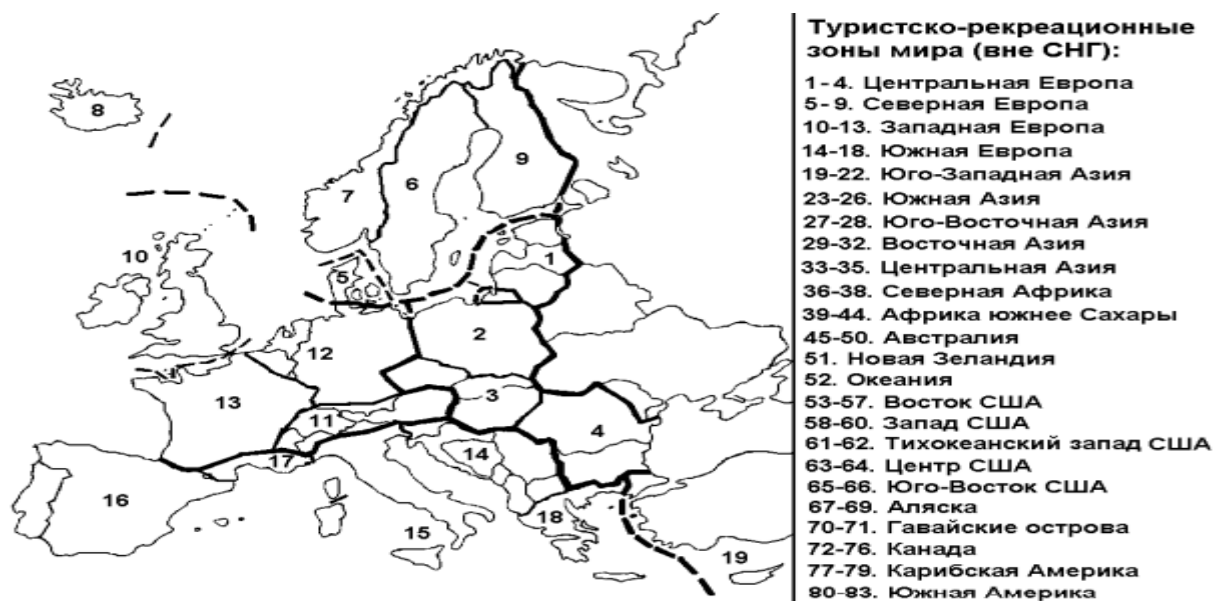 Туристско-рекреационные
зоны мира (вне СНГ):
1-4. Центральная Европа
5-9. Северная Европа
10-13. Западная Европа
14-18. Южная Европа
19-22. Юго-Западная Азия
23-26. Южная Азия
27-28. Юго-Восточная Азия
29-32. Восточная Азия
33-35. Центральная Азия
36-38. Северная Африка
39-44. Африка южнее Сахары
45-50. Австралия
51. Новая Зеландия
52. Океания
53-57. Восток США
58-60. Запад США
61-62. Тихокеанский запад США
63-64. Центр США
65-66. Юго-Восток США
67-69. Аляска
70-71. Гавайские острова
72-76. Канада
77-79. Карибская Америка
80-83. Южная Америка
8
9
7
6
10
1
5
2
12
3
13
11
4
14
17
16
18
15
19